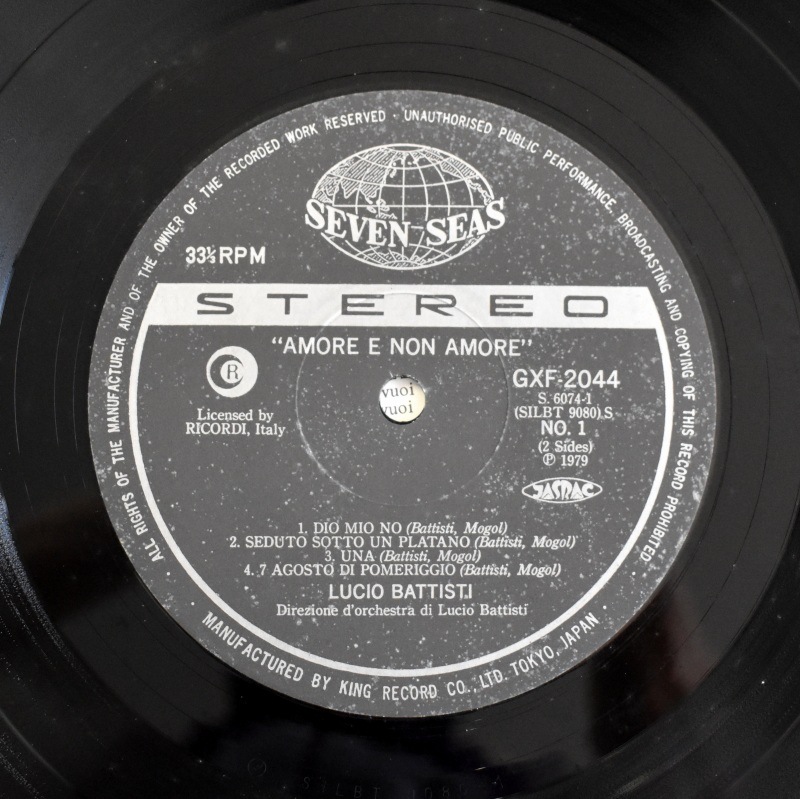 ALL RIGHTS OF THE MANUFACTURER AND OF THE OWNER OF THE RECORDED WORK RESERVED · UNAUTHORISED PUBLIC PERFORMANCE, BROADCASTING AND COPYING OF THIS RECORD PROHIBITED
SEVEN SEAS
33⅓ RPM
STEREO
"AMORE E NON AMORE"
R
Licensed by
RICORDI, Italy
vuoi
vuoi
GXF-2044
S. 6074-1
(SILBT 9080) S
NO. 1
(2 Sides)
℗ 1979
JASRAC
1. DIO MIO NO (Battisti, Mogol)
2. SEDUTO SOTTO UN PLATANO (Battisti, Mogol)
3. UNA (Battisti, Mogol)
4. 7 AGOSTO DI POMERIGGIO (Battisti, Mogol)
LUCIO BATTISTI
Direzione d'orchestra di Lucio Battisti
· MANUFACTURED BY KING RECORD CO., LTD. TOKYO, JAPAN ·